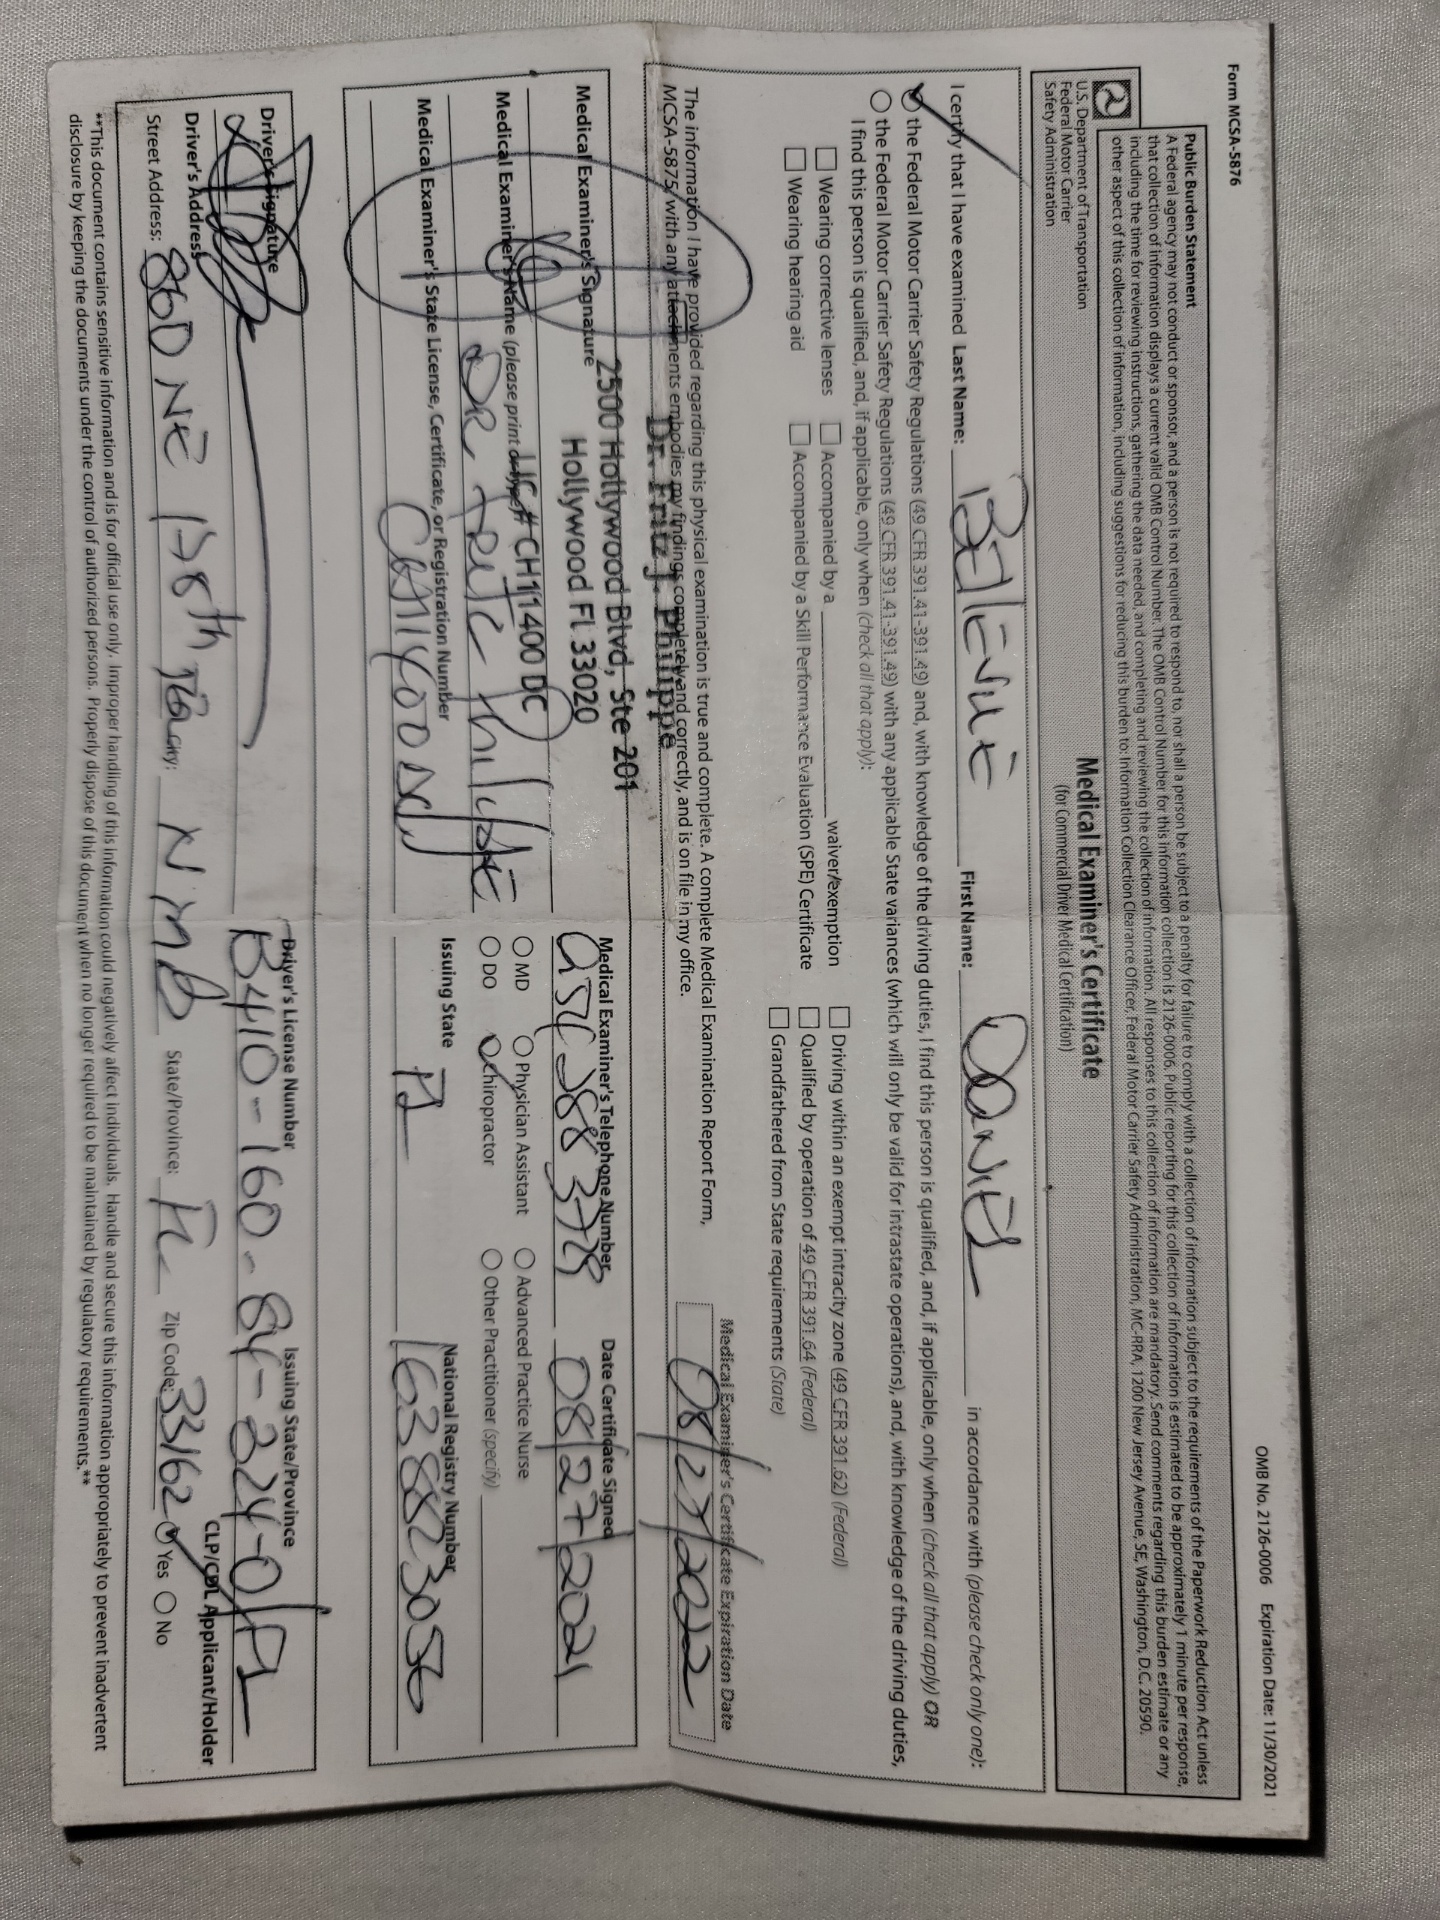 Form MCSA-5876 OMB No. 2126-0006 Expiration Date: 11/30/2021
Public Burden Statement
A Federal agency may not conduct or sponsor, and a person is not required to respond to, nor shall a person be subject to a penalty for failure to comply with a collection of information subject to the requirements of the Paperwork Reduction Act unless
that collection of information displays a current valid OMB Control Number. The OMB Control Number for this information collection is 2126-0006. Public reporting for this collection of information is estimated to be approximately 1 minute per response,
including the time for reviewing instructions, gathering the data needed, and completing and reviewing the collection of information. All responses to this collection of information are mandatory. Send comments regarding this burden estimate or any
other aspect of this collection of information, including suggestions for reducing this burden to: Information Collection Clearance Officer, Federal Motor Carrier Safety Administration, MC-RRA, 1200 New Jersey Avenue, SE, Washington, D.C. 20590.
U.S. Department of Transportation
Federal Motor Carrier
Safety Administration
Medical Examiner's Certificate
(for Commercial Driver Medical Certification)
I certify that I have examined Last Name: First Name: in accordance with (please check only one):
the Federal Motor Carrier Safety Regulations (49 CFR 391.41-391.49) and, with knowledge of the driving duties, I find this person is qualified, and, if applicable, only when (check all that apply) OR
the Federal Motor Carrier Safety Regulations (49 CFR 391.41-391.49) with any applicable State variances (which will only be valid for intrastate operations), and, with knowledge of the driving duties,
I find this person is qualified, and, if applicable, only when (check all that apply):
Wearing corrective lenses Accompanied by a waiver/exemption Driving within an exempt intracity zone (49 CFR 391.62) (Federal)
Wearing hearing aid Accompanied by a Skill Performance Evaluation (SPE) Certificate Qualified by operation of 49 CFR 391.64 (Federal)
Grandfathered from State requirements (State)
The information I have provided regarding this physical examination is true and complete. A complete Medical Examination Report Form,
MCSA-5875, with any attachments embodies my findings completely and correctly, and is on file in my office.
Medical Examiner's Certificate Expiration Date
08/27/2022
Dr. Fritz J. Philippe
2500 Hollywood Blvd, Ste 201
Hollywood FL 33020
LIC# CH11400 DC
Medical Examiner's Signature Medical Examiner's Telephone Number Date Certificate Signed
08/27/2021
Medical Examiner's Name (please print or type) MD Physician Assistant Advanced Practice Nurse
DO Chiropractor Other Practitioner (specify)
Medical Examiner's State License, Certificate, or Registration Number Issuing State National Registry Number
Fl 1638823056
Driver's Signature Driver's License Number Issuing State/Province
B410-160-84-224-0/Fl
Driver's Address CLP/CDL Applicant/Holder
Street Address: 860 NE City: NMB State/Province: FL Zip Code: 33162 Yes No
**This document contains sensitive information and is for official use only. Improper handling of this information could negatively affect individuals. Handle and secure this information appropriately to prevent inadvertent
disclosure by keeping the documents under the control of authorized persons. Properly dispose of this document when no longer required to be maintained by regulatory requirements.**